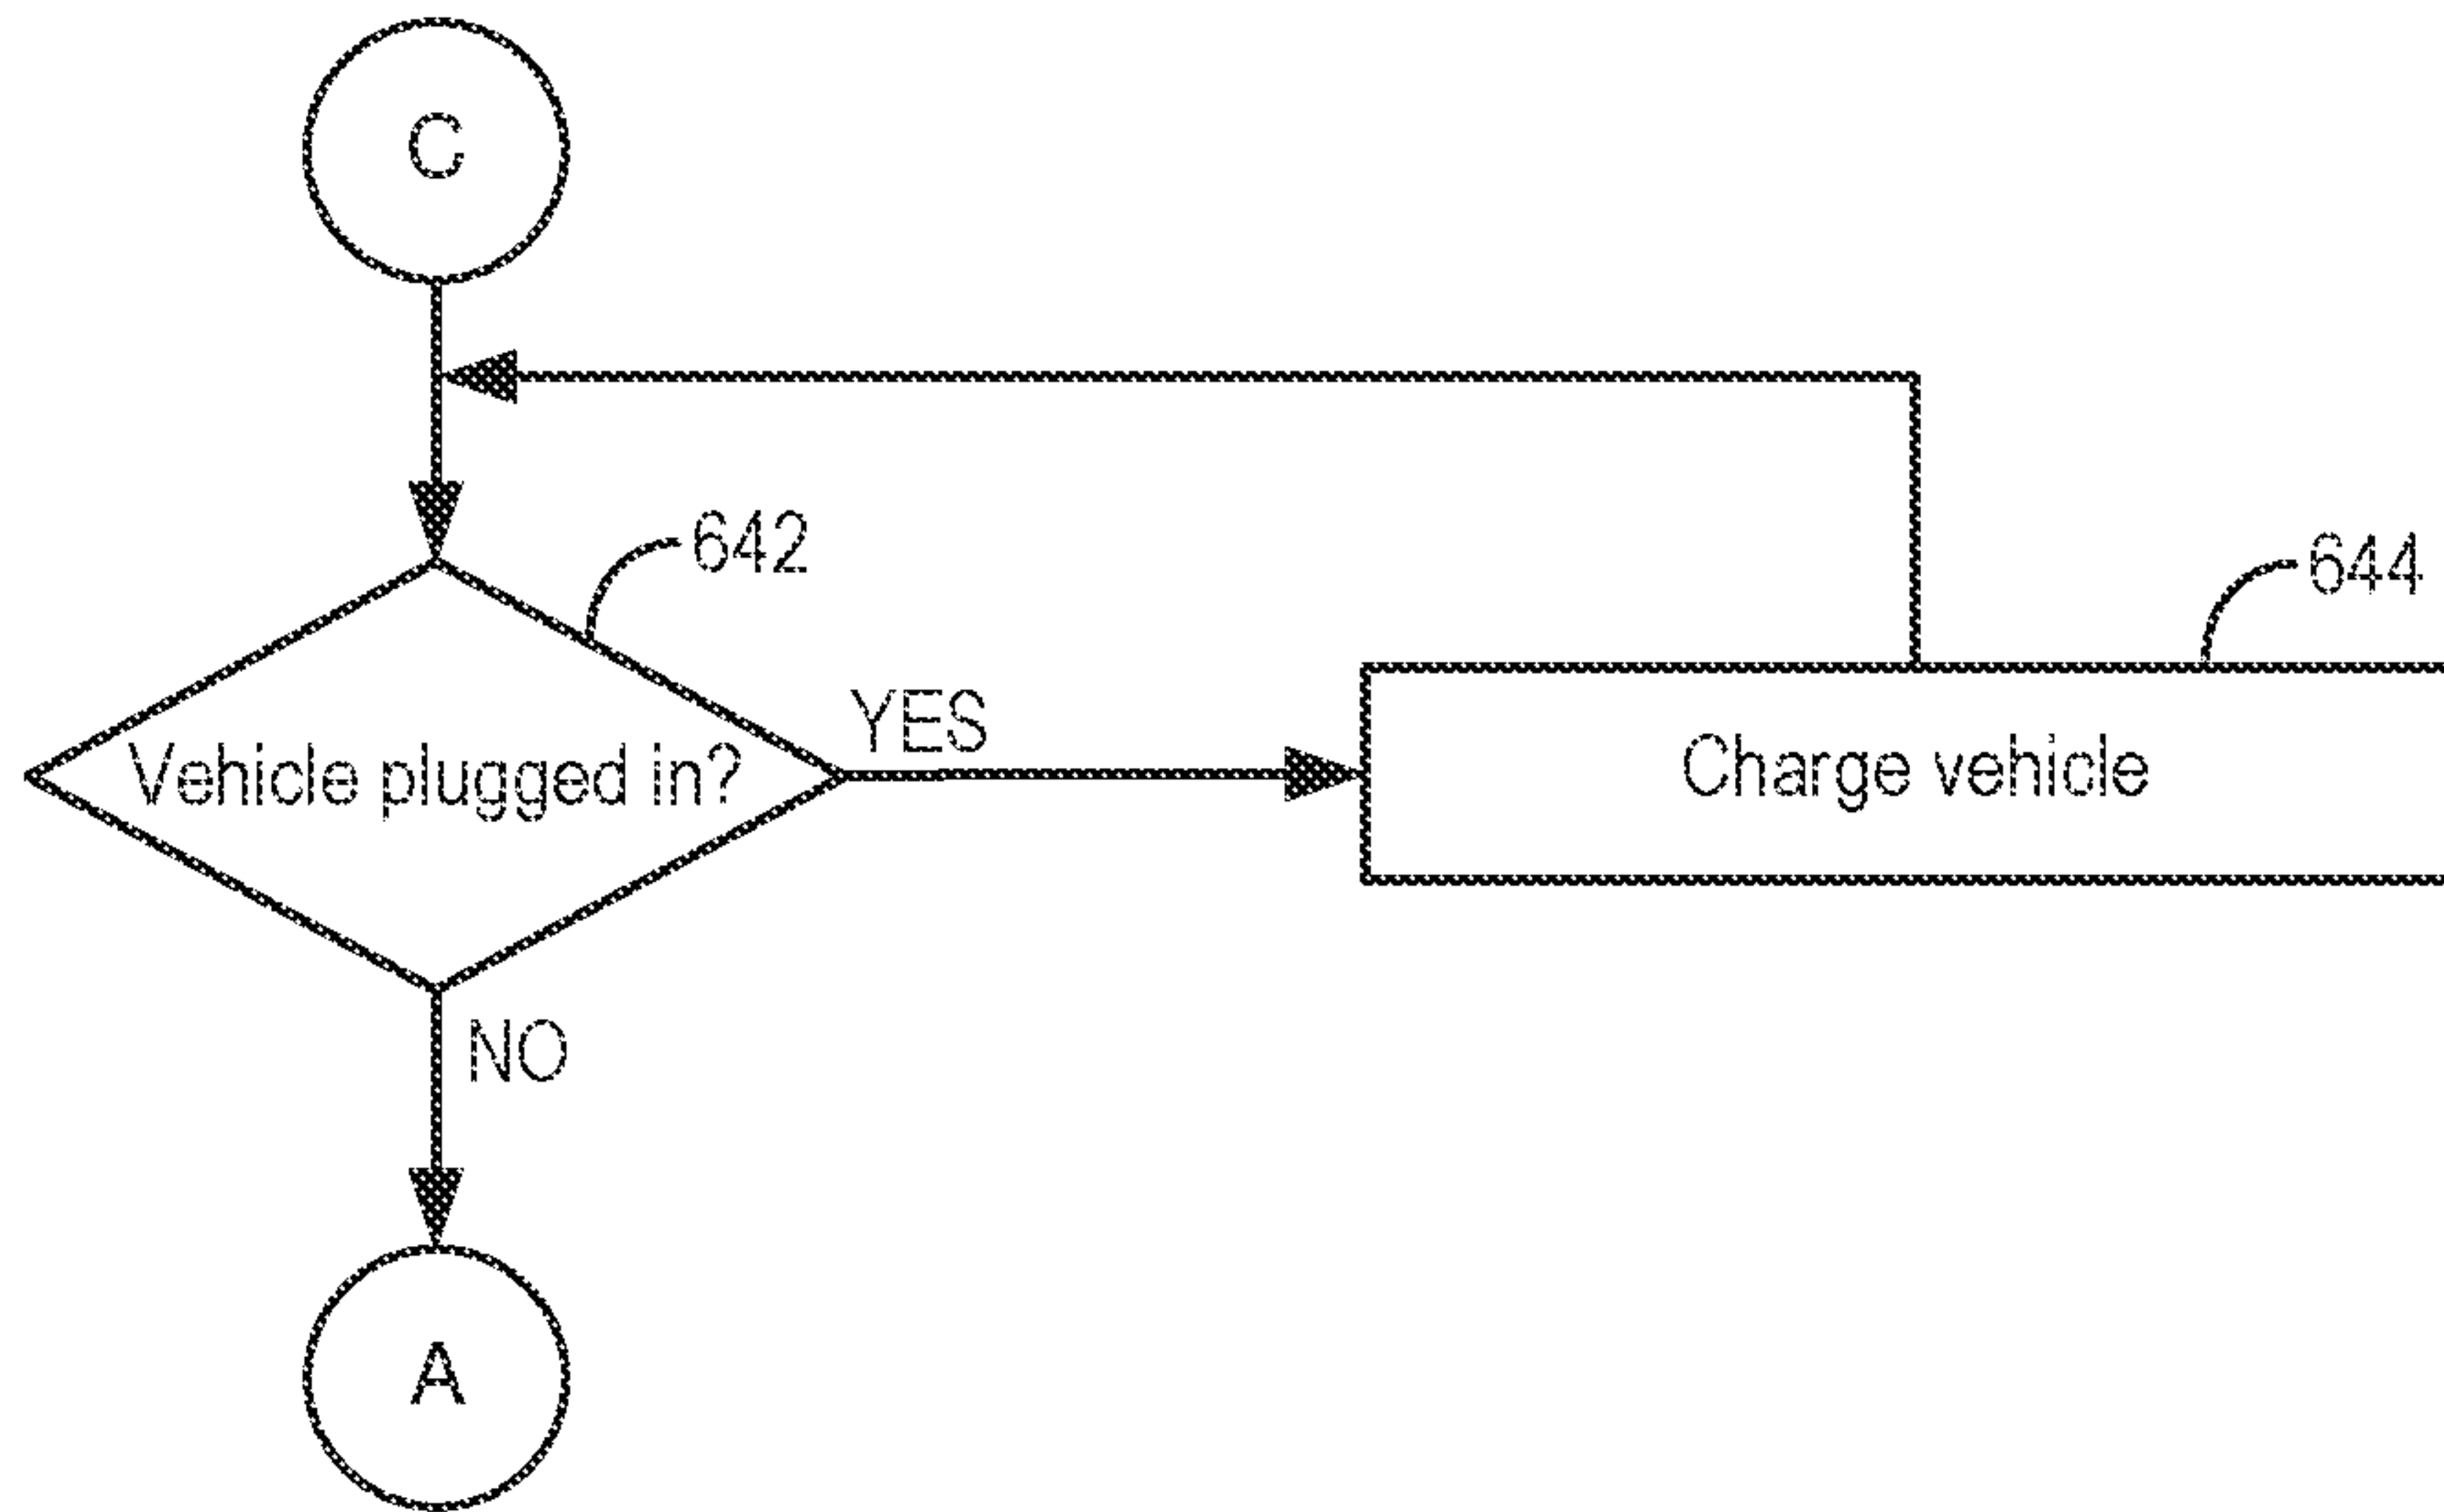 C
642
644
YES
Vehicle plugged in?
Charge vehicle
NO
A